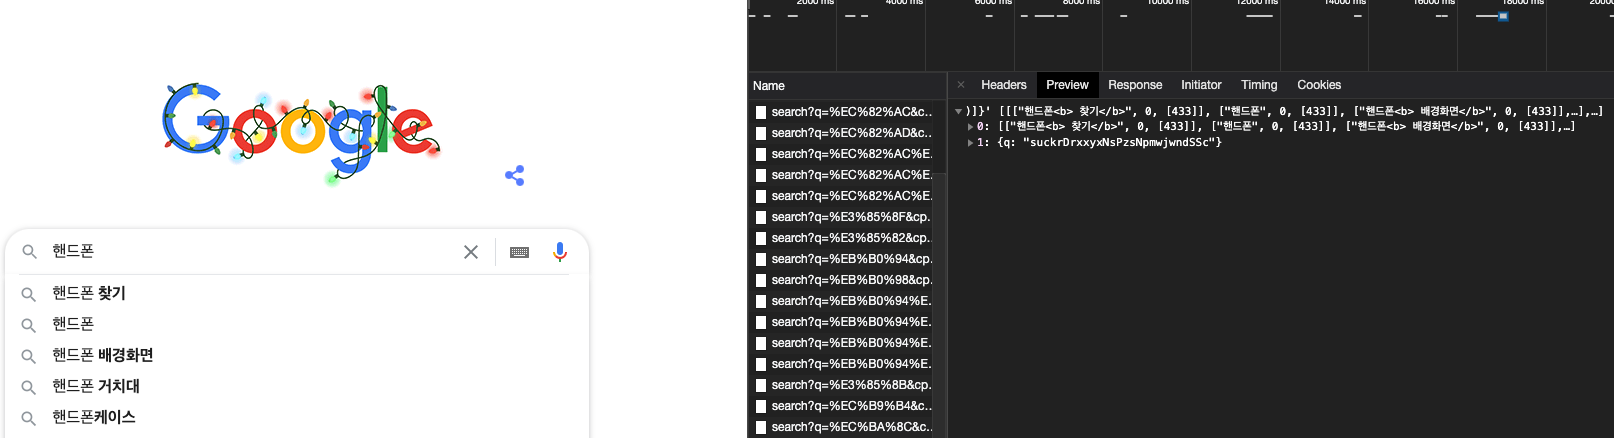 Google
핸드폰
핸드폰 찾기
핸드폰
핸드폰 배경화면
핸드폰 거치대
핸드폰케이스
2000 ms 4000 ms 6000 ms 8000 ms 10000 ms 12000 ms 14000 ms 16000 ms 18000 ms
Name
search?q=%EC%82%AC&c...
search?q=%EC%82%AD&c...
search?q=%EC%82%AC%E...
search?q=%EC%82%AC%E...
search?q=%EC%82%AC%E...
search?q=%E3%85%8F&cp...
search?q=%E3%85%82&cp...
search?q=%EB%B0%94&cp...
search?q=%EB%B0%98&cp...
search?q=%EB%B0%94%E...
search?q=%EB%B0%94%E...
search?q=%EB%B0%94%E...
search?q=%EB%B0%94%E...
search?q=%E3%85%8B&cp...
search?q=%EC%B9%B4&c...
search?q=%EC%BA%8C&c...
× Headers Preview Response Initiator Timing Cookies
▼)]}' [[["핸드폰<b> 찾기</b>", 0, [433]], ["핸드폰", 0, [433]], ["핸드폰<b> 배경화면</b>", 0, [433]],…],…]
▶0: [["핸드폰<b> 찾기</b>", 0, [433]], ["핸드폰", 0, [433]], ["핸드폰<b> 배경화면</b>", 0, [433]],…]
▶1: {q: "suckrDrxxyxNsPzsNpmwjwndSSc"}